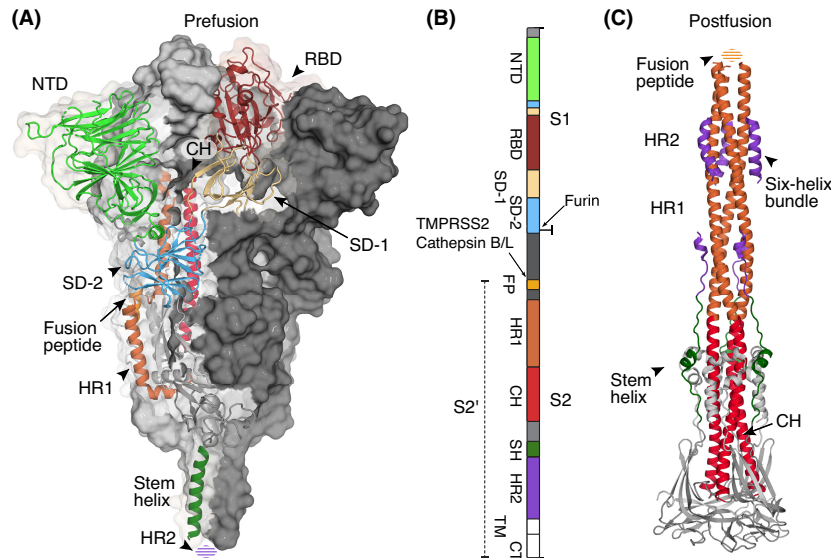 (A)
Prefusion
NTD
RBD
CH
SD-1
SD-2
Fusion
peptide
HR1
Stem
helix
HR2
(B)
NTD
S1
RBD
SD-1
SD-2
Furin
TMPRSS2
Cathepsin B/L
FP
HR1
S2'
CH
S2
SH
HR2
TM
CT
(C)
Postfusion
Fusion
peptide
HR2
Six-helix
bundle
HR1
Stem
helix
CH